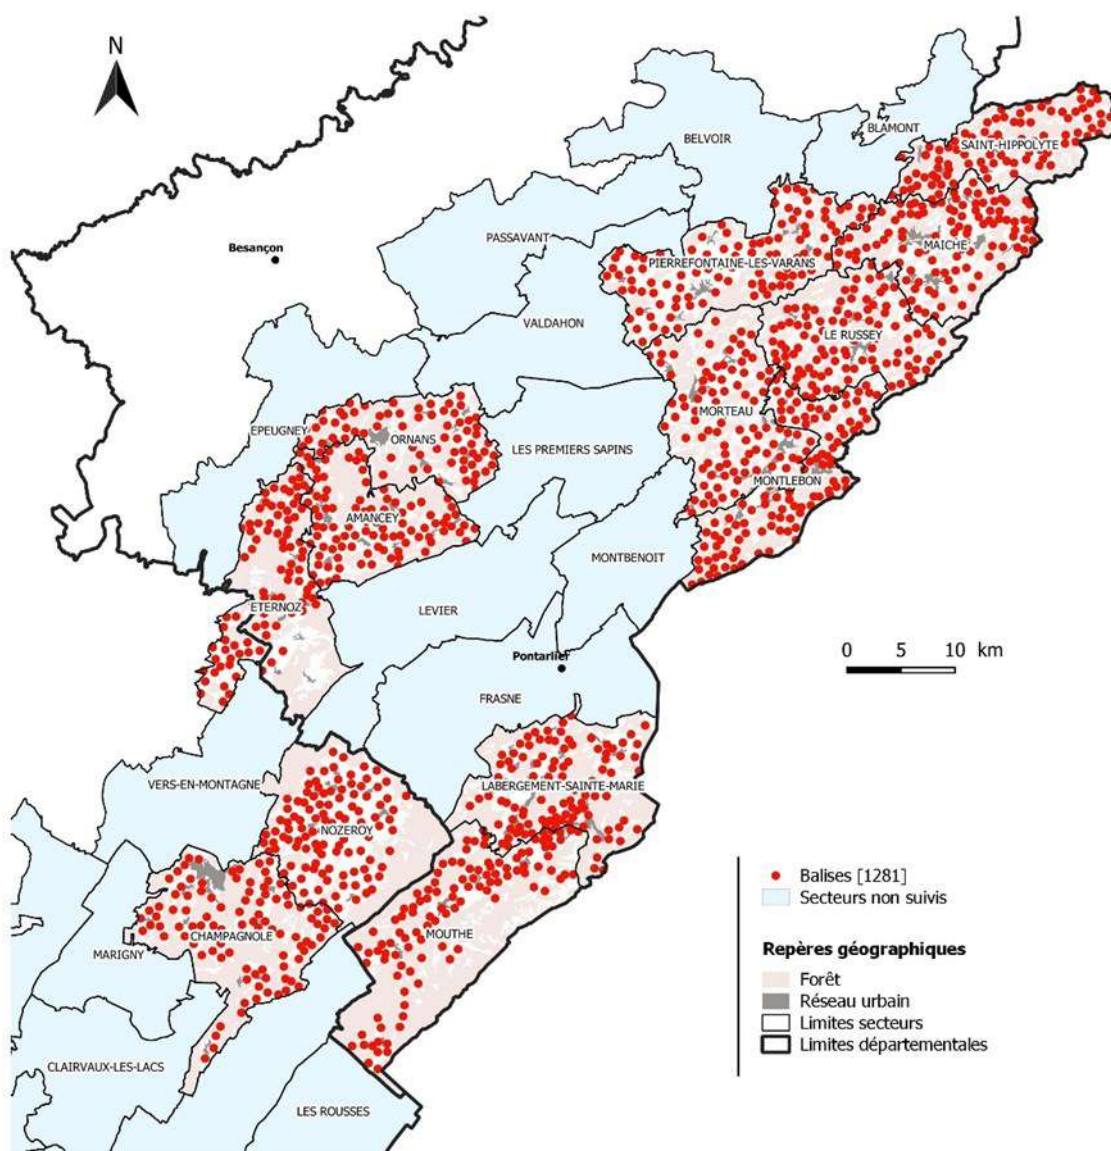 N
BELVOIR
BLAMONT
SAINT-HIPPOLYTE
PASSAVANT
Besançon
MAICHE
PIERREFONTAINE-LES-VARANS
VALDAHON
LE RUSSEY
MORTEAU
EPEUGNEY
ORNANS
LES PREMIERS SAPINS
MONTLEBON
AMANCEY
MONTBENOIT
ETERNOZ
LEVIER
0 5 10 km
Pontarlier
FRASNE
VERS-EN-MONTAGNE
LABERGEMENT-SAINTE-MARIE
NOZEROY
Balises [1281]
Secteurs non suivis
CHAMPAGNOLE
MOUTHE
MARIGNY
Repères géographiques
Forêt
Réseau urbain
Limites secteurs
Limites départementales
CLAIRVAUX-LES-LACS
LES ROUSSES